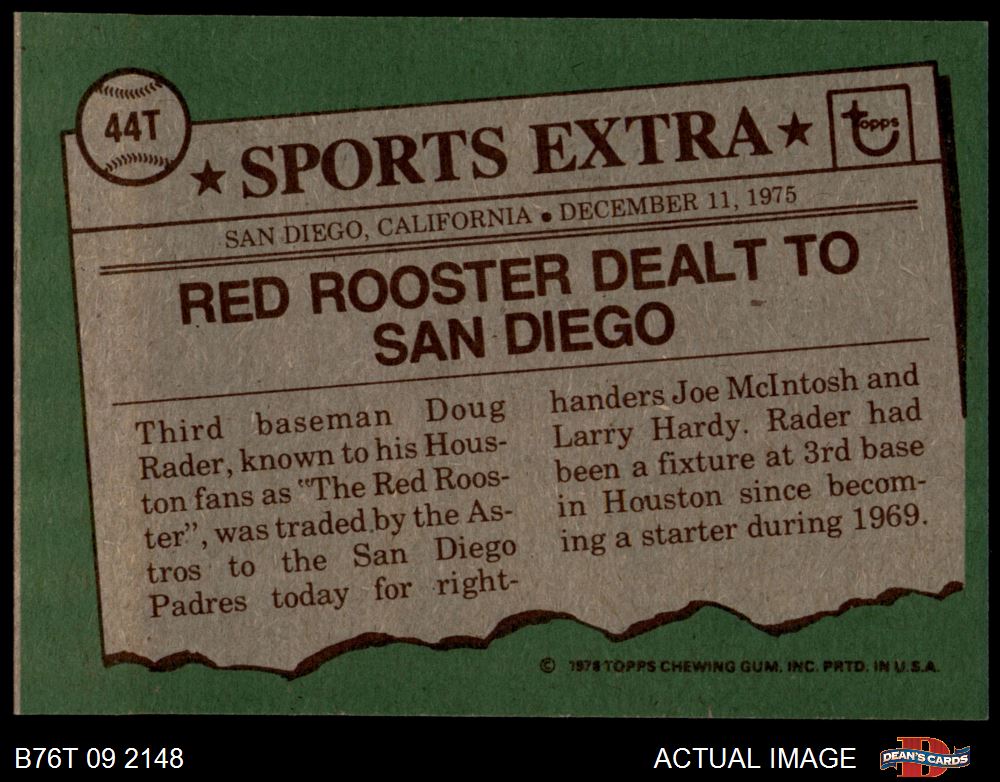 44T
★ SPORTS EXTRA ★
topps
SAN DIEGO, CALIFORNIA • DECEMBER 11, 1975
RED ROOSTER DEALT TO
SAN DIEGO
Third baseman Doug
Rader, known to his Hous-
ton fans as "The Red Roos-
ter", was traded by the As-
tros to the San Diego
Padres today for right-
handers Joe McIntosh and
Larry Hardy. Rader had
been a fixture at 3rd base
in Houston since becom-
ing a starter during 1969.
© 1976 TOPPS CHEWING GUM, INC. PRTD. IN U.S.A.
B76T 09 2148
ACTUAL IMAGE
DEAN'S CARDS